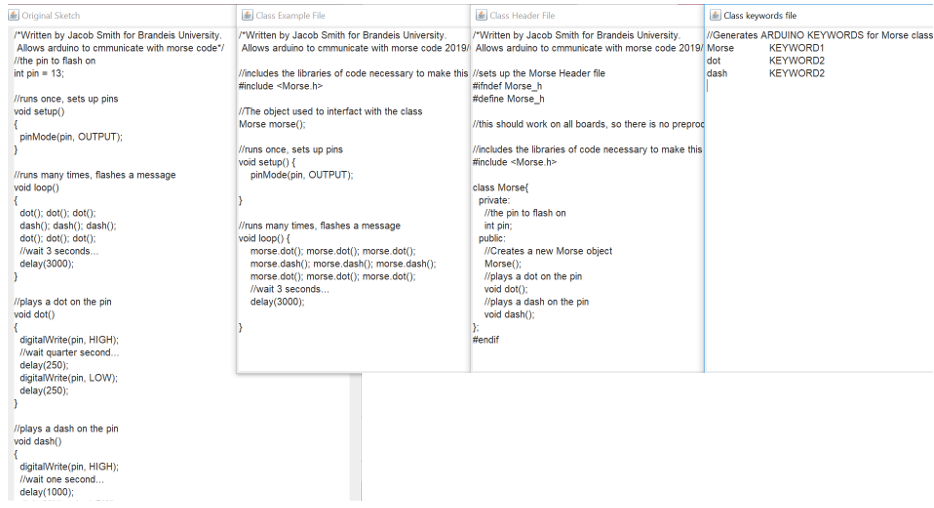 Original Sketch
/*Written by Jacob Smith for Brandeis University.
Allows arduino to cmmunicate with morse code*/
//the pin to flash on
int pin = 13;
//runs once, sets up pins
void setup()
{
pinMode(pin, OUTPUT);
}
//runs many times, flashes a message
void loop()
{
dot(); dot(); dot();
dash(); dash(); dash();
dot(); dot(); dot();
//wait 3 seconds...
delay(3000);
}
//plays a dot on the pin
void dot()
{
digitalWrite(pin, HIGH);
//wait quarter second...
delay(250);
digitalWrite(pin, LOW);
delay(250);
}
//plays a dash on the pin
void dash()
{
digitalWrite(pin, HIGH);
//wait one second...
delay(1000);
Class Example File
/*Written by Jacob Smith for Brandeis University.
Allows arduino to cmmunicate with morse code 2019/
//includes the libraries of code necessary to make this
#include <Morse.h>
//The object used to interfact with the class
Morse morse();
//runs once, sets up pins
void setup() {
pinMode(pin, OUTPUT);
}
//runs many times, flashes a message
void loop() {
morse.dot(); morse.dot(); morse.dot();
morse.dash(); morse.dash(); morse.dash();
morse.dot(); morse.dot(); morse.dot();
//wait 3 seconds...
delay(3000);
}
Class Header File
/*Written by Jacob Smith for Brandeis University.
Allows arduino to cmmunicate with morse code 2019/
//sets up the Morse Header file
#ifndef Morse_h
#define Morse_h
//this should work on all boards, so there is no preproc
//includes the libraries of code necessary to make this
#include <Morse.h>
class Morse{
private:
//the pin to flash on
int pin;
public:
//Creates a new Morse object
Morse();
//plays a dot on the pin
void dot();
//plays a dash on the pin
void dash();
};
#endif
Class keywords file
//Generates ARDUINO KEYWORDS for Morse class
Morse KEYWORD1
dot KEYWORD2
dash KEYWORD2